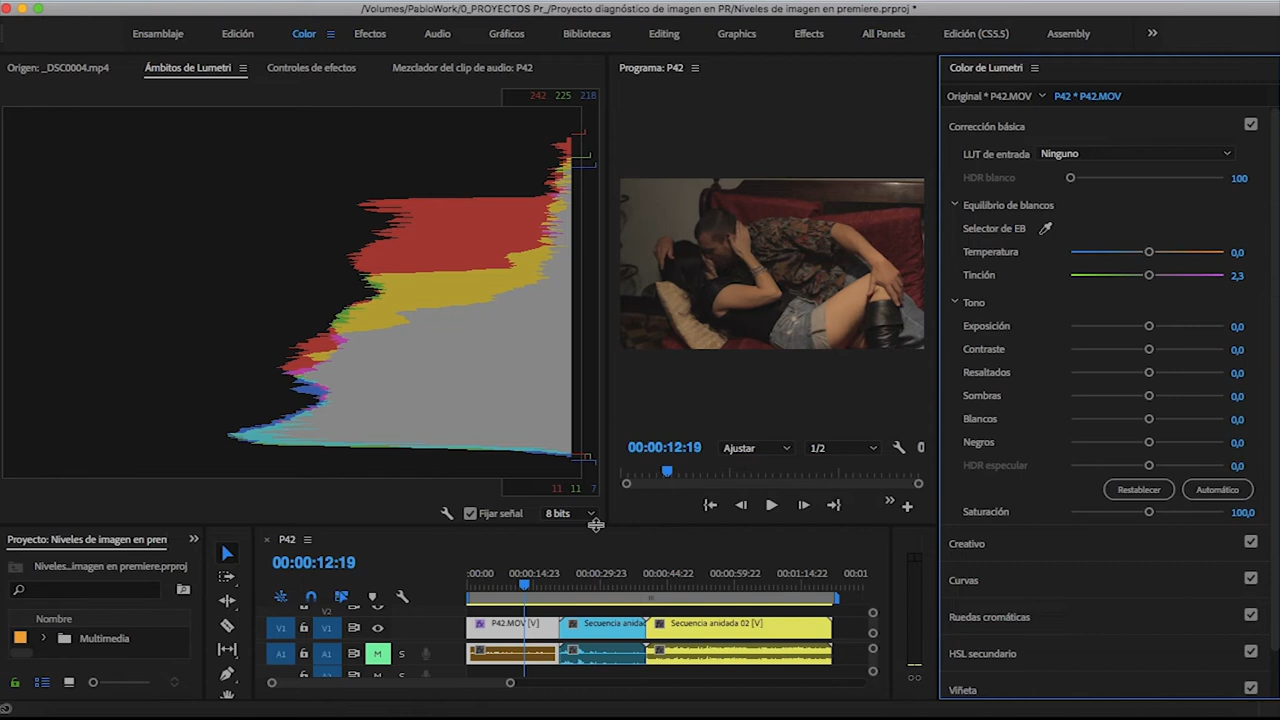 /Volumes/PabloWork/0_PROYECTOS Pr_/Proyecto diagnóstico de imagen en PR/Niveles de imagen en premiere.prproj *
Ensamblaje Edición Color Efectos Audio Gráficos Bibliotecas Editing Graphics Effects All Panels Edición (CS5.5) Assembly
Origen: _DSC0004.mp4 Ámbitos de Lumetri Controles de efectos Mezclador del clip de audio: P42
242 225 218
11 11 7
Fijar señal 8 bits
Programa: P42
00:00:12:19 Ajustar 1/2
Color de Lumetri
Original * P42.MOV P42 * P42.MOV
Corrección básica
LUT de entrada Ninguno
HDR blanco 100
Equilibrio de blancos
Selector de EB
Temperatura 0,0
Tinción 2,3
Tono
Exposición 0,0
Contraste 0,0
Resaltados 0,0
Sombras 0,0
Blancos 0,0
Negros 0,0
HDR especular 0,0
Restablecer Automático
Saturación 100,0
Creativo
Curvas
Ruedas cromáticas
HSL secundario
Viñeta
Proyecto: Niveles de imagen en pren
Niveles...imagen en premiere.prproj
Nombre
Multimedia
× P42
00:00:12:19
:00:00 00:00:14:23 00:00:29:23 00:00:44:22 00:00:59:22 00:01:14:22 00:01
V2
V1 V1 P42.MOV [V] Secuencia anida Secuencia anidada 02 [V]
A1 A1 M S